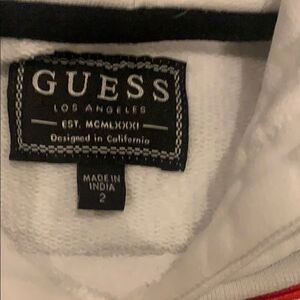 GUESS
LOS ANGELES
EST. MCMLXXXI
Designed in California
MADE IN
INDIA
2